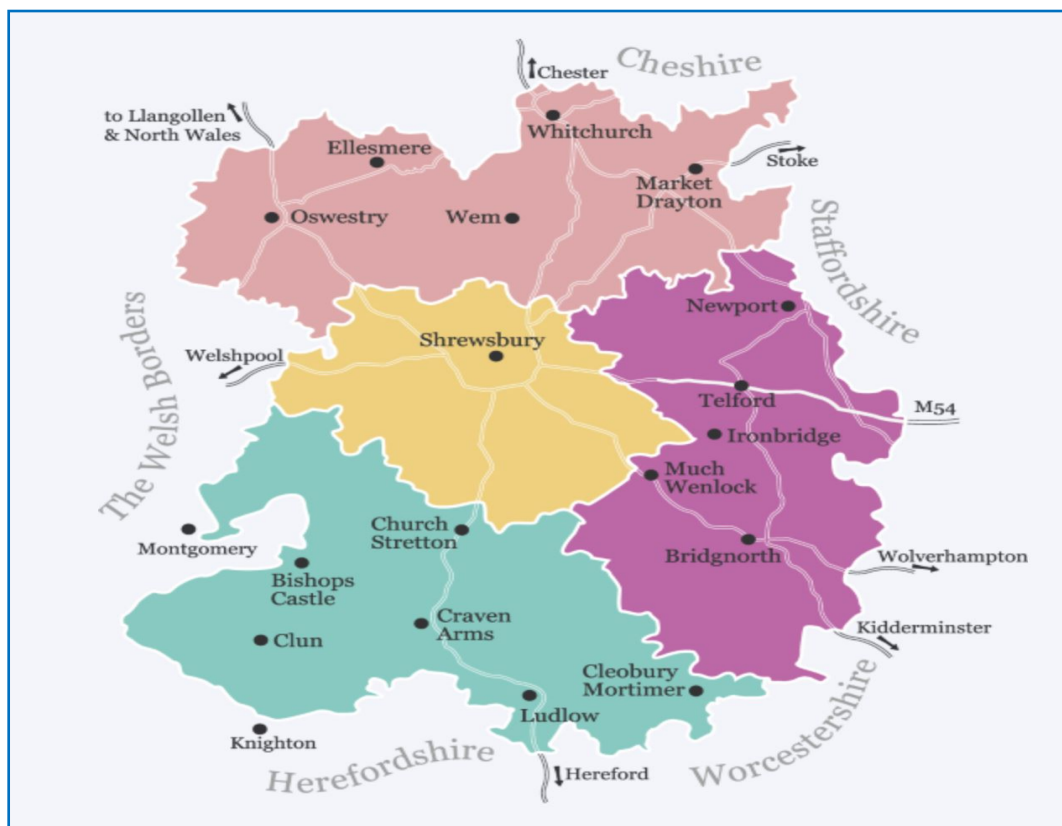 Cheshire
Chester
to Llangollen
& North Wales
Whitchurch
Ellesmere
Stoke
Market
Drayton
Oswestry
Wem
Staffordshire
Newport
The Welsh Borders
Shrewsbury
Welshpool
Telford
M54
Ironbridge
Much
Wenlock
Church
Stretton
Montgomery
Bridgnorth
Wolverhampton
Bishops
Castle
Craven
Arms
Clun
Kidderminster
Cleobury
Mortimer
Ludlow
Knighton
Worcestershire
Herefordshire
Hereford